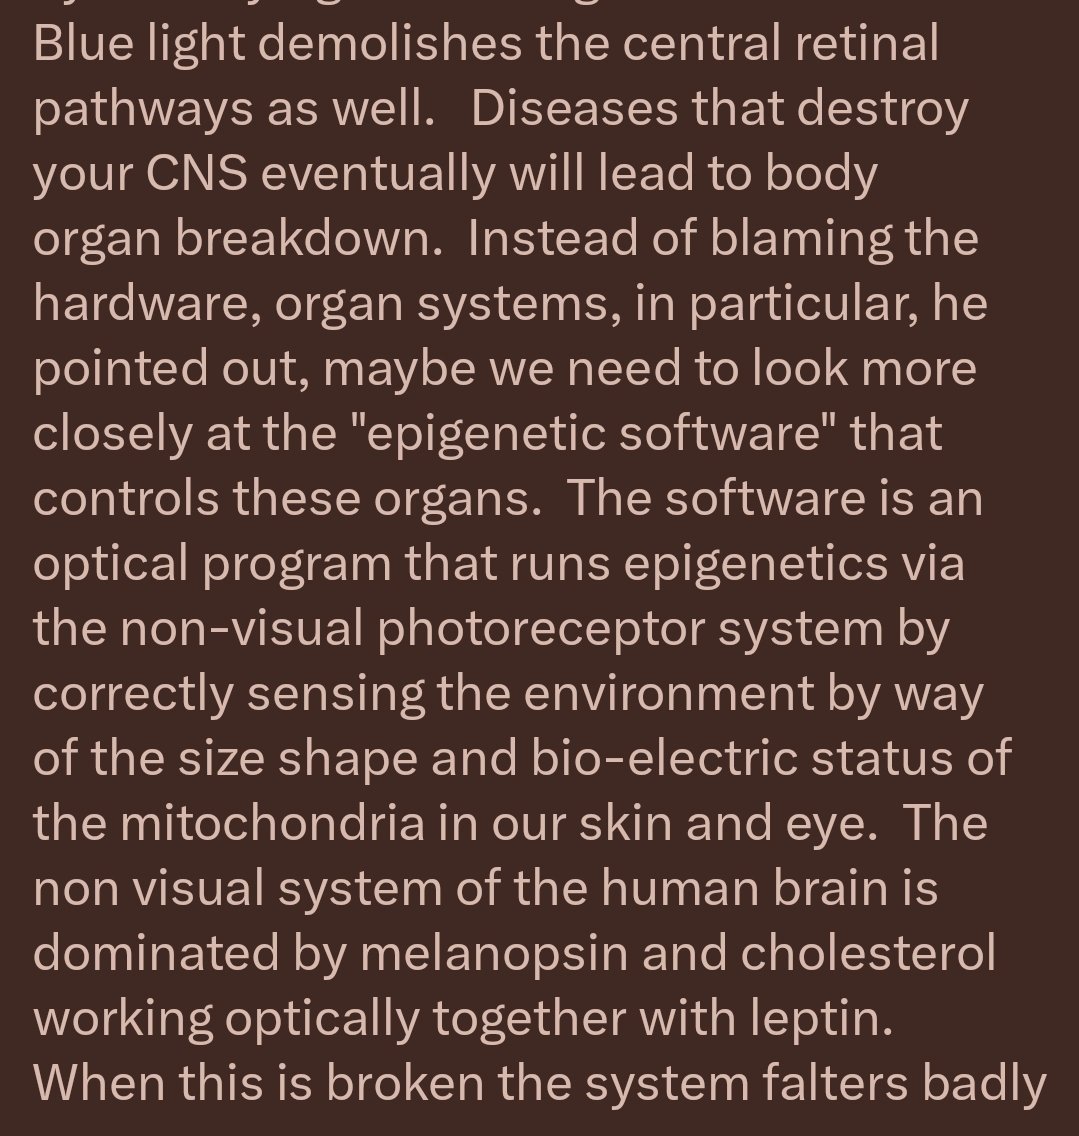 Blue light demolishes the central retinal
pathways as well.   Diseases that destroy
your CNS eventually will lead to body
organ breakdown.  Instead of blaming the
hardware, organ systems, in particular, he
pointed out, maybe we need to look more
closely at the "epigenetic software" that
controls these organs.  The software is an
optical program that runs epigenetics via
the non-visual photoreceptor system by
correctly sensing the environment by way
of the size shape and bio-electric status of
the mitochondria in our skin and eye.  The
non visual system of the human brain is
dominated by melanopsin and cholesterol
working optically together with leptin.
When this is broken the system falters badly